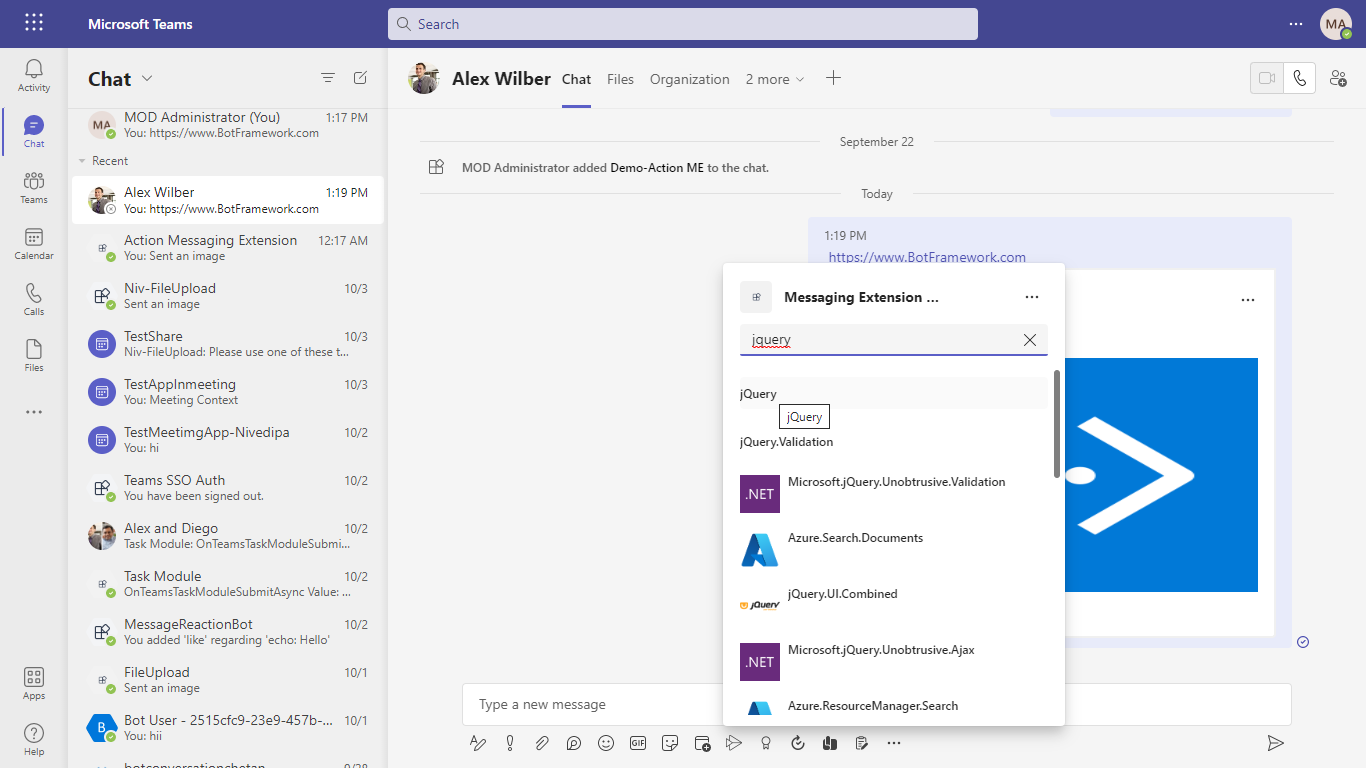 Microsoft Teams
Search
MA
Activity
Chat
Teams
Calendar
Calls
Files
Apps
Help
Chat
MA
MOD Administrator (You)
1:17 PM
You: https://www.BotFramework.com
Recent
Alex Wilber
1:19 PM
You: https://www.BotFramework.com
Action Messaging Extension
12:17 AM
You: Sent an image
Niv-FileUpload
10/3
Sent an image
TestShare
10/3
Niv-FileUpload: Please use one of these t...
TestAppInmeeting
10/3
You: Meeting Context
TestMeetimgApp-Nivedipa
10/2
You: hi
Teams SSO Auth
10/2
You have been signed out.
Alex and Diego
10/2
Task Module: OnTeamsTaskModuleSubmi...
Task Module
10/2
OnTeamsTaskModuleSubmitAsync Value: ...
MessageReactionBot
10/2
You added 'like' regarding 'echo: Hello'
FileUpload
10/1
Sent an image
B
Bot User - 2515cfc9-23e9-457b-...
10/1
You: hii
botconversationchetan
9/28
Alex Wilber
Chat
Files
Organization
2 more
September 22
MOD Administrator added Demo-Action ME to the chat.
Today
1:19 PM
https://www.BotFramework.com
Messaging Extension ...
jquery
jQuery
jQuery
jQuery.Validation
.NET
Microsoft.jQuery.Unobtrusive.Validation
Azure.Search.Documents
jQuery
jQuery.UI.Combined
.NET
Microsoft.jQuery.Unobtrusive.Ajax
Azure.ResourceManager.Search
Type a new message
GIF